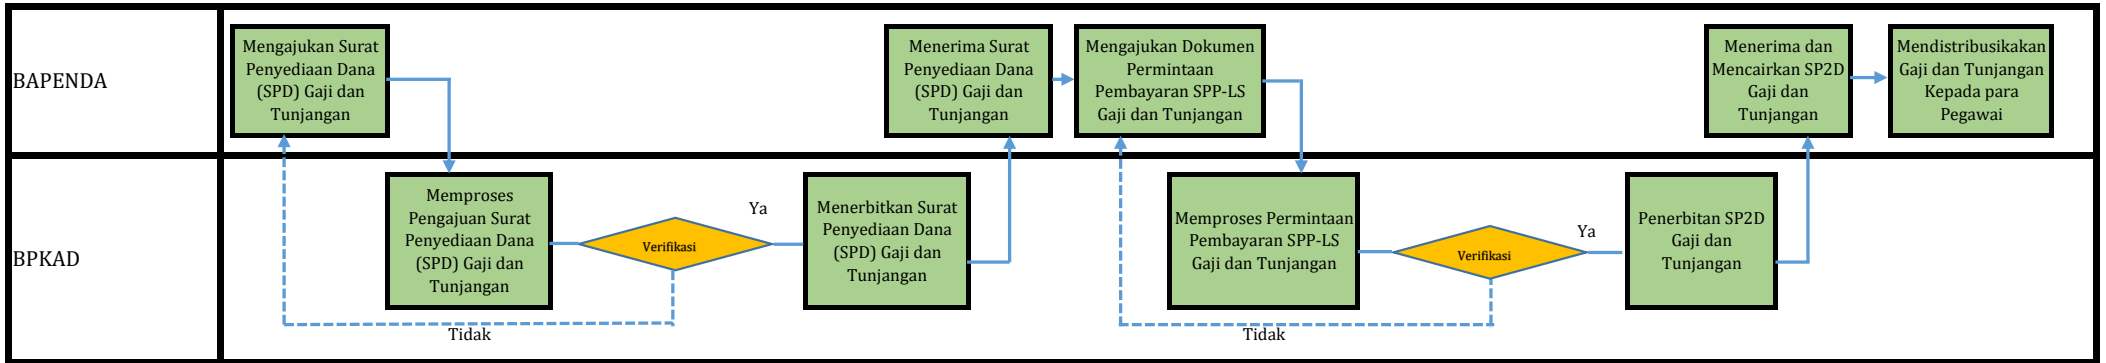 BAPENDA
Mengajukan Surat
Penyediaan Dana
(SPD) Gaji dan
Tunjangan
Menerima Surat
Penyediaan Dana
(SPD) Gaji dan
Tunjangan
Mengajukan Dokumen
Permintaan
Pembayaran SPP-LS
Gaji dan Tunjangan
Menerima dan
Mencairkan SP2D
Gaji dan
Tunjangan
Mendistribusikakan
Gaji dan Tunjangan
Kepada para
Pegawai
BPKAD
Memproses
Pengajuan Surat
Penyediaan Dana
(SPD) Gaji dan
Tunjangan
Verifikasi
Ya
Tidak
Menerbitkan Surat
Penyediaan Dana
(SPD) Gaji dan
Tunjangan
Memproses Permintaan
Pembayaran SPP-LS
Gaji dan Tunjangan
Verifikasi
Ya
Tidak
Penerbitan SP2D
Gaji dan
Tunjangan